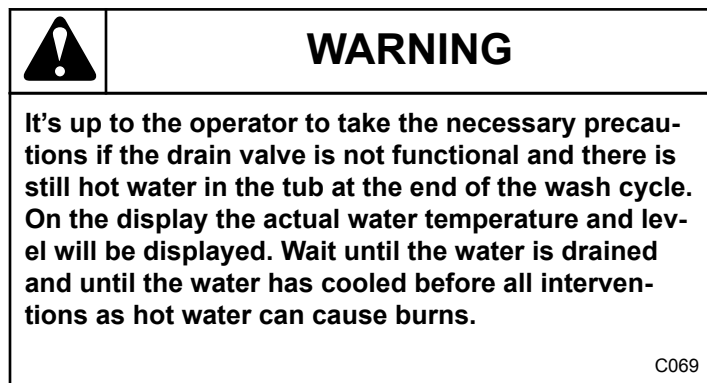 WARNING
It’s up to the operator to take the necessary precau-
tions if the drain valve is not functional and there is
still hot water in the tub at the end of the wash cycle.
On the display the actual water temperature and lev-
el will be displayed. Wait until the water is drained
and until the water has cooled before all interven-
tions as hot water can cause burns.
C069